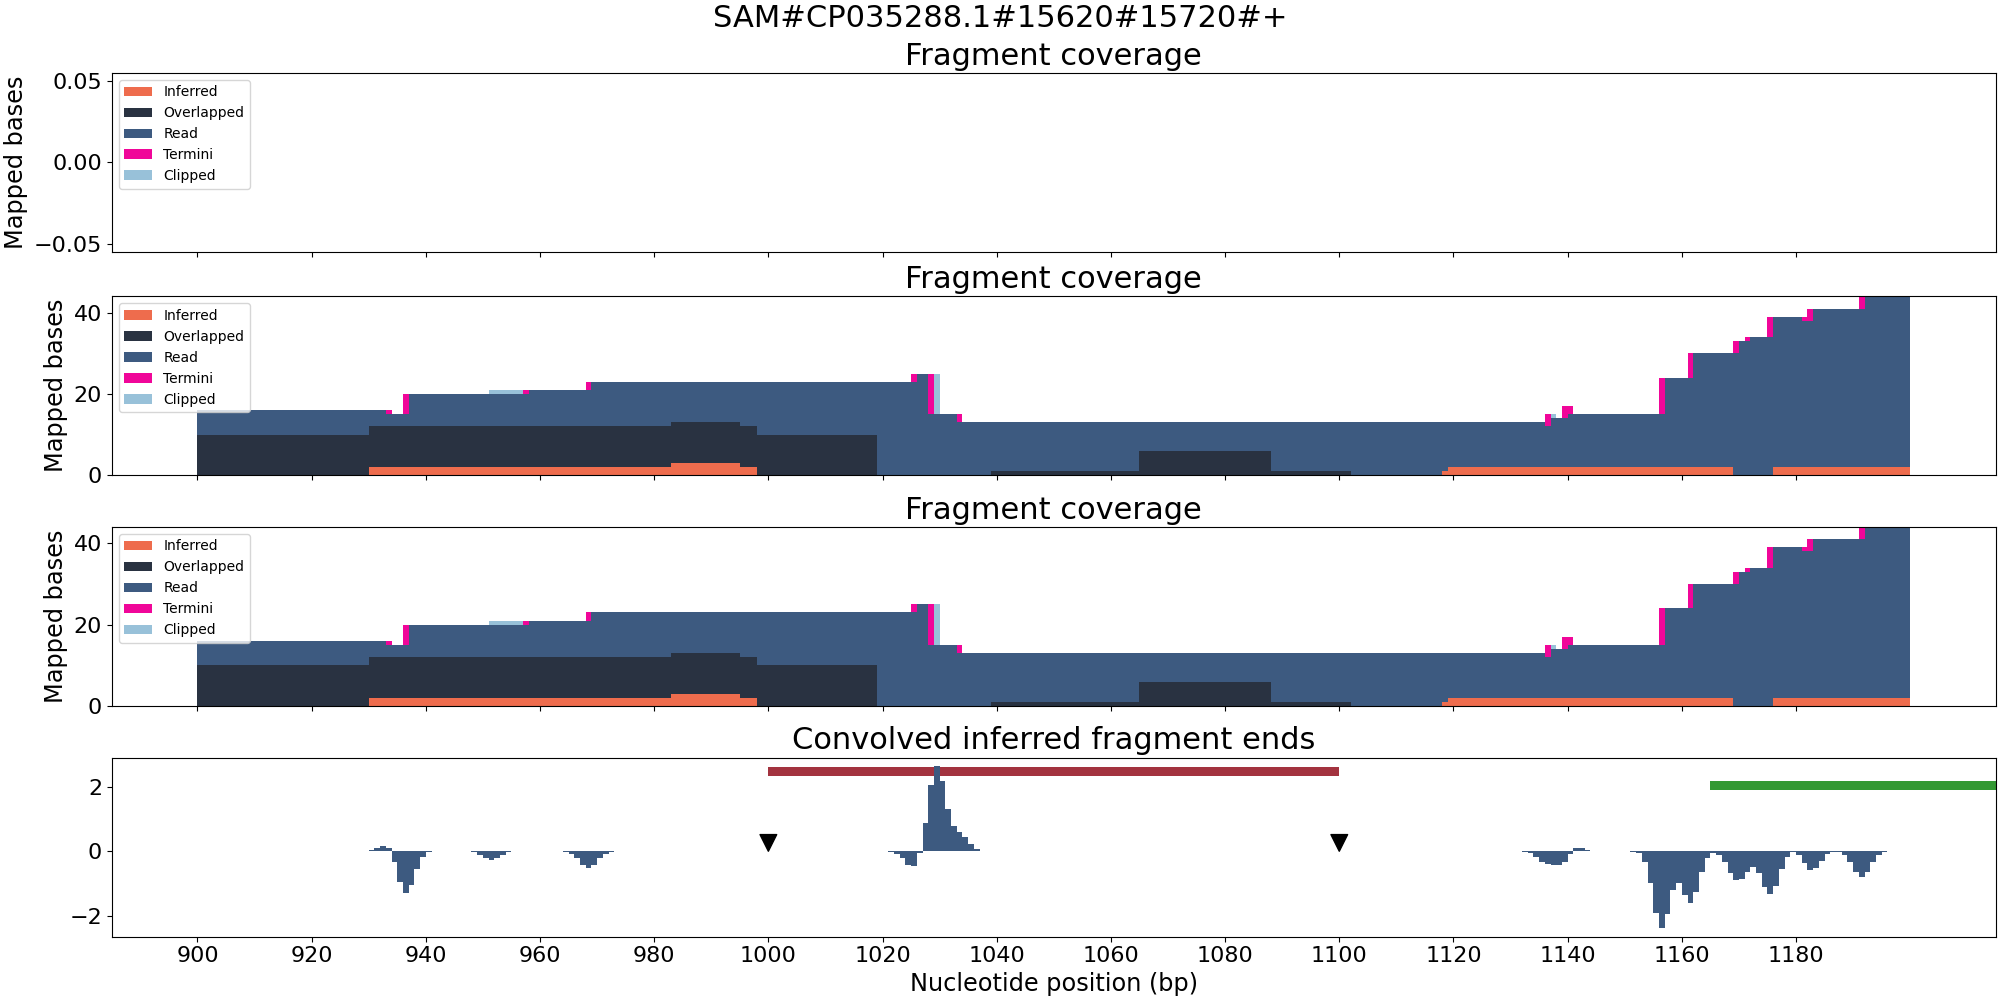 SAM#CP035288.1#15620#15720#+
Fragment coverage
Mapped bases
0.05
0.00
−0.05
Inferred
Overlapped
Read
Termini
Clipped
Fragment coverage
Mapped bases
40
20
0
Inferred
Overlapped
Read
Termini
Clipped
Fragment coverage
Mapped bases
40
20
0
Inferred
Overlapped
Read
Termini
Clipped
Convolved inferred fragment ends
2
0
−2
900 920 940 960 980 1000 1020 1040 1060 1080 1100 1120 1140 1160 1180
Nucleotide position (bp)